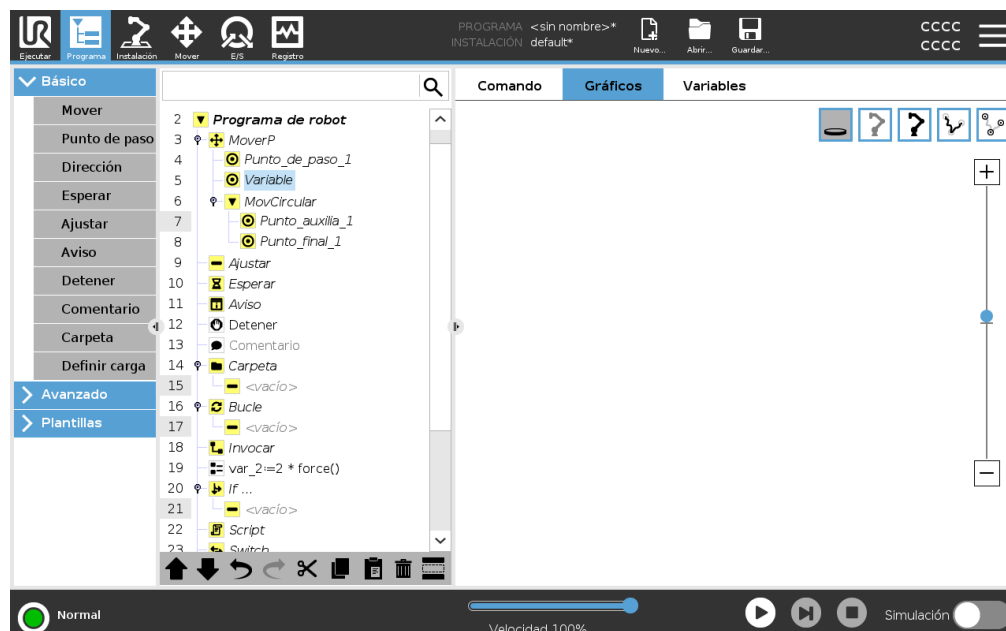 UR
PROGRAMA <sin nombre>*
INSTALACIÓN default*
CCCC
CCCC
Ejecutar Programa Instalación Mover E/S Registro
Nuevo... Abrir... Guardar...
Básico
Mover
Punto de paso
Dirección
Esperar
Ajustar
Aviso
Detener
Comentario
Carpeta
Definir carga
Avanzado
Plantillas
2 Programa de robot
3 MoverP
4 Punto_de_paso_1
5 Variable
6 MovCircular
7 Punto_auxilia_1
8 Punto_final_1
9 Ajustar
10 Esperar
11 Aviso
12 Detener
13 Comentario
14 Carpeta
15 <vacío>
16 Bucle
17 <vacío>
18 Invocar
19 var_2:=2 * force()
20 If ...
21 <vacío>
22 Script
23 Switch
Comando Gráficos Variables
Normal
Velocidad 100%
Simulación